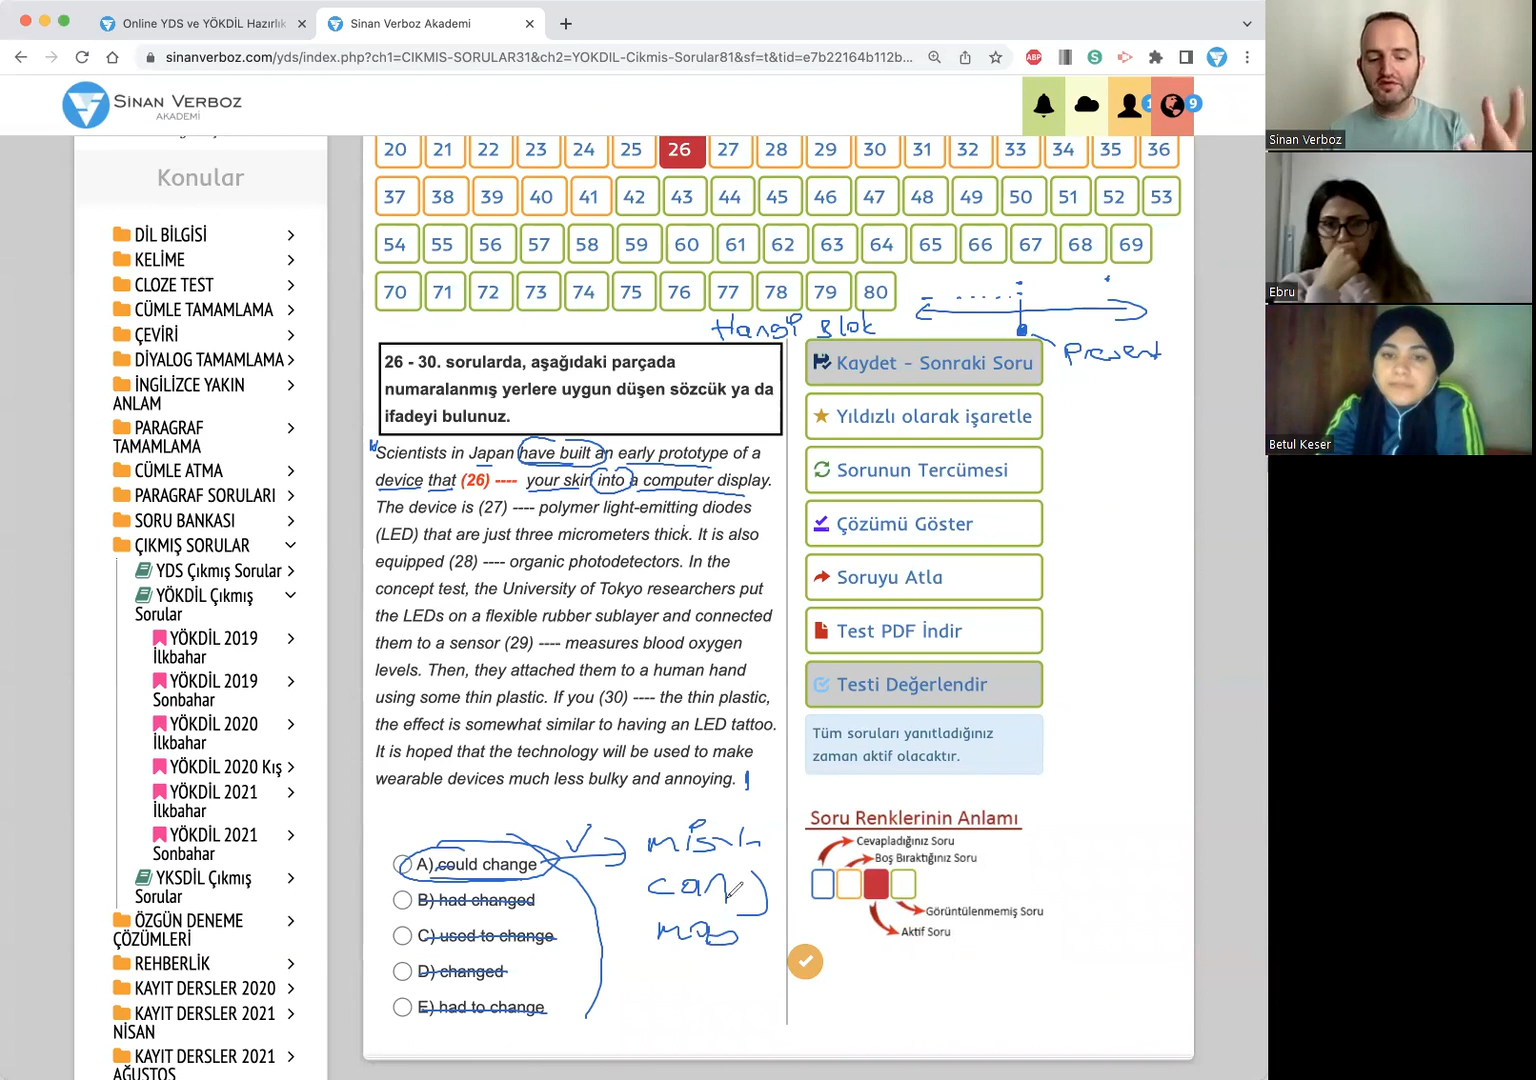 Online YDS ve YÖKDİL Hazırlık
Sinan Verboz Akademi
sinanverboz.com/yds/index.php?ch1=CIKMIS-SORULAR31&ch2=YOKDIL-Cikmis-Sorular81&sf=t&tid=e7b22164b112b...
ABP
S
SİNAN VERBOZ
AKADEMİ
1
9
Konular
DİL BİLGİSİ
KELİME
CLOZE TEST
CÜMLE TAMAMLAMA
ÇEVİRİ
DİYALOG TAMAMLAMA
İNGİLİZCE YAKIN
ANLAM
PARAGRAF
TAMAMLAMA
CÜMLE ATMA
PARAGRAF SORULARI
SORU BANKASI
ÇIKMIŞ SORULAR
YDS Çıkmış Sorular
YÖKDİL Çıkmış
Sorular
YÖKDİL 2019
İlkbahar
YÖKDİL 2019
Sonbahar
YÖKDİL 2020
İlkbahar
YÖKDİL 2020 Kış
YÖKDİL 2021
İlkbahar
YÖKDİL 2021
Sonbahar
YKSDİL Çıkmış
Sorular
ÖZGÜN DENEME
ÇÖZÜMLERİ
REHBERLİK
KAYIT DERSLER 2020
KAYIT DERSLER 2021
NİSAN
KAYIT DERSLER 2021
AĞUSTOS
20 21 22 23 24 25 26 27 28 29 30 31 32 33 34 35 36
37 38 39 40 41 42 43 44 45 46 47 48 49 50 51 52 53
54 55 56 57 58 59 60 61 62 63 64 65 66 67 68 69
70 71 72 73 74 75 76 77 78 79 80
Hangi Blok
Present
26 - 30. sorularda, aşağıdaki parçada
numaralanmış yerlere uygun düşen sözcük ya da
ifadeyi bulunuz.
Scientists in Japan have built an early prototype of a
device that (26) ---- your skin into a computer display.
The device is (27) ---- polymer light-emitting diodes
(LED) that are just three micrometers thick. It is also
equipped (28) ---- organic photodetectors. In the
concept test, the University of Tokyo researchers put
the LEDs on a flexible rubber sublayer and connected
them to a sensor (29) ---- measures blood oxygen
levels. Then, they attached them to a human hand
using some thin plastic. If you (30) ---- the thin plastic,
the effect is somewhat similar to having an LED tattoo.
It is hoped that the technology will be used to make
wearable devices much less bulky and annoying.
A) could change
B) had changed
C) used to change
D) changed
E) had to change
might
can
may
Kaydet - Sonraki Soru
Yıldızlı olarak işaretle
Sorunun Tercümesi
Çözümü Göster
Soruyu Atla
Test PDF İndir
Testi Değerlendir
Tüm soruları yanıtladığınız
zaman aktif olacaktır.
Soru Renklerinin Anlamı
Cevapladığınız Soru
Boş Bıraktığınız Soru
Görüntülenmemiş Soru
Aktif Soru
Sinan Verboz
Ebru
Betul Keser